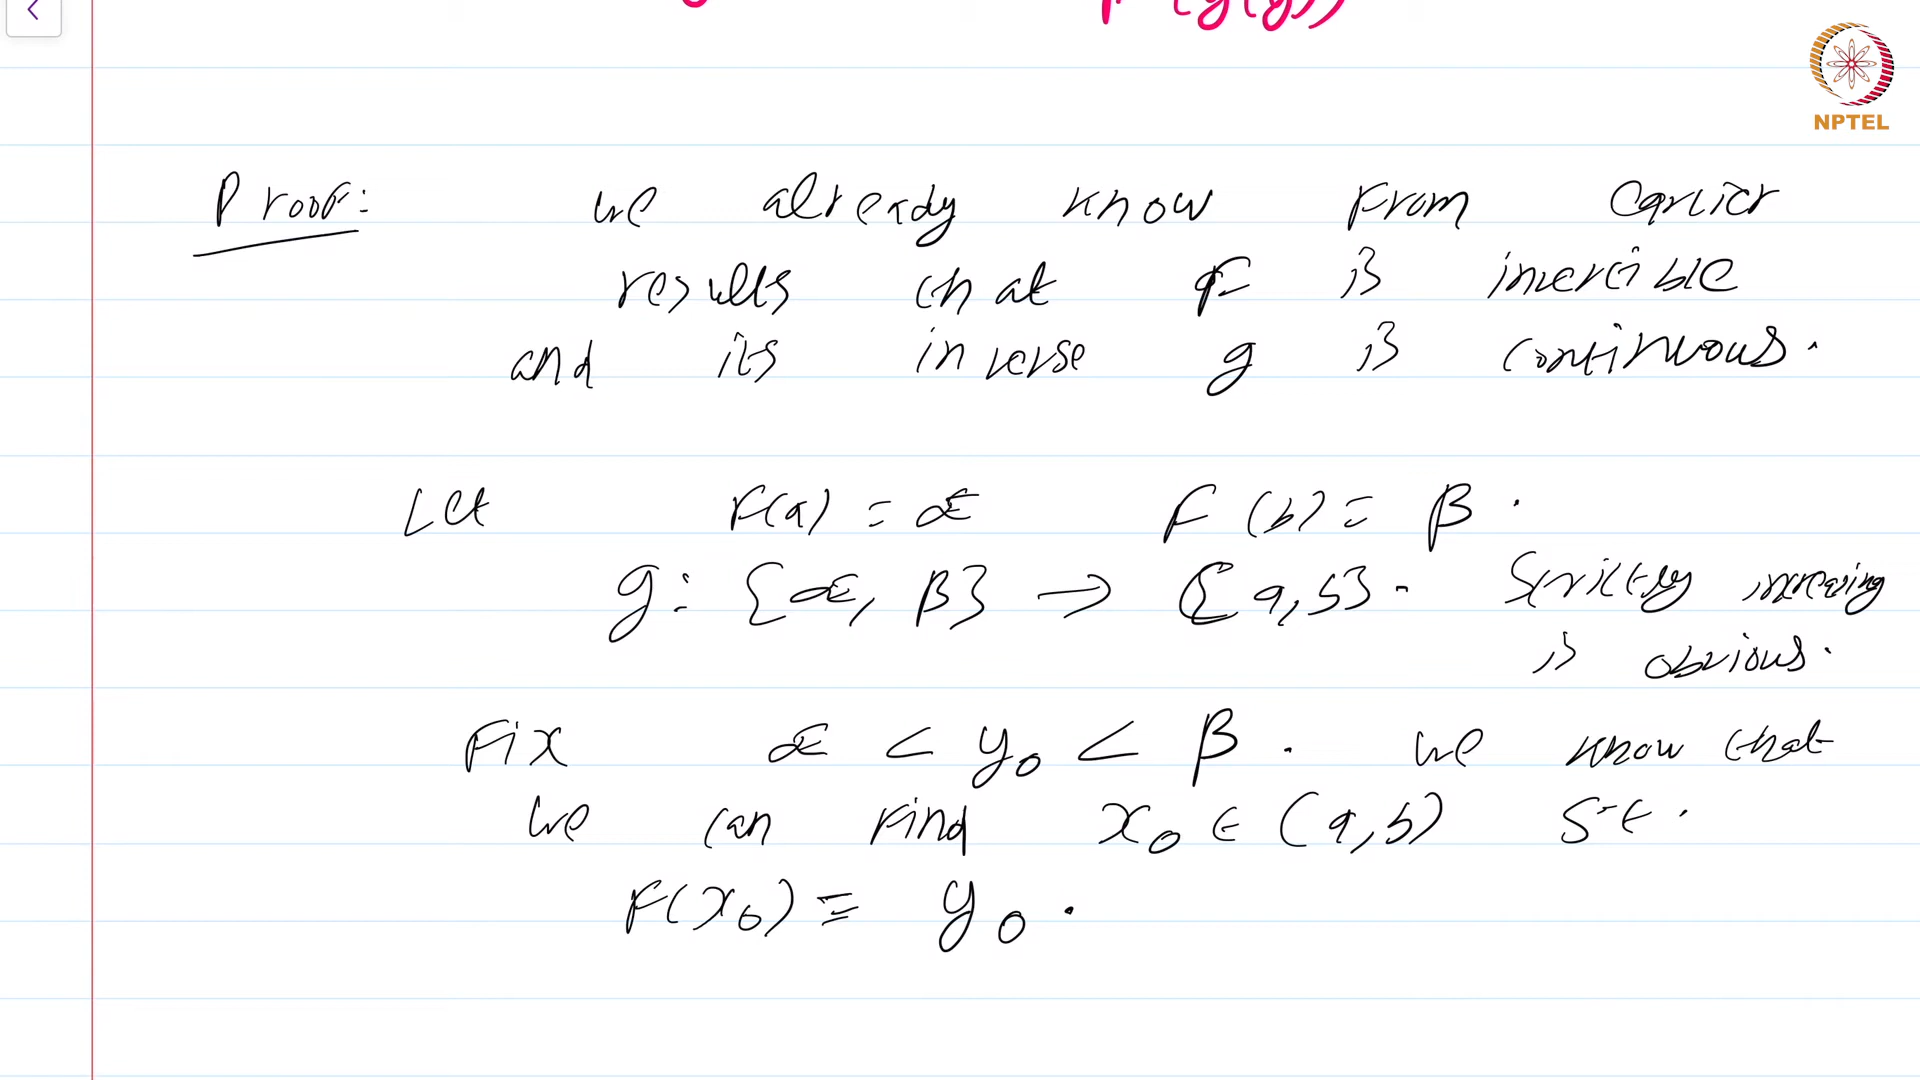 NPTEL
Proof: we already know from earlier
results that F is invertible
and its inverse g is continuous.
Let F(a) = α F(b) = β.
g: [α, β] → [a,b]. Strictly increasing
is obvious.
Fix α < y₀ < β. we know that
we can find x₀ ∈ (a,b) s.t.
F(x₀) = y₀.